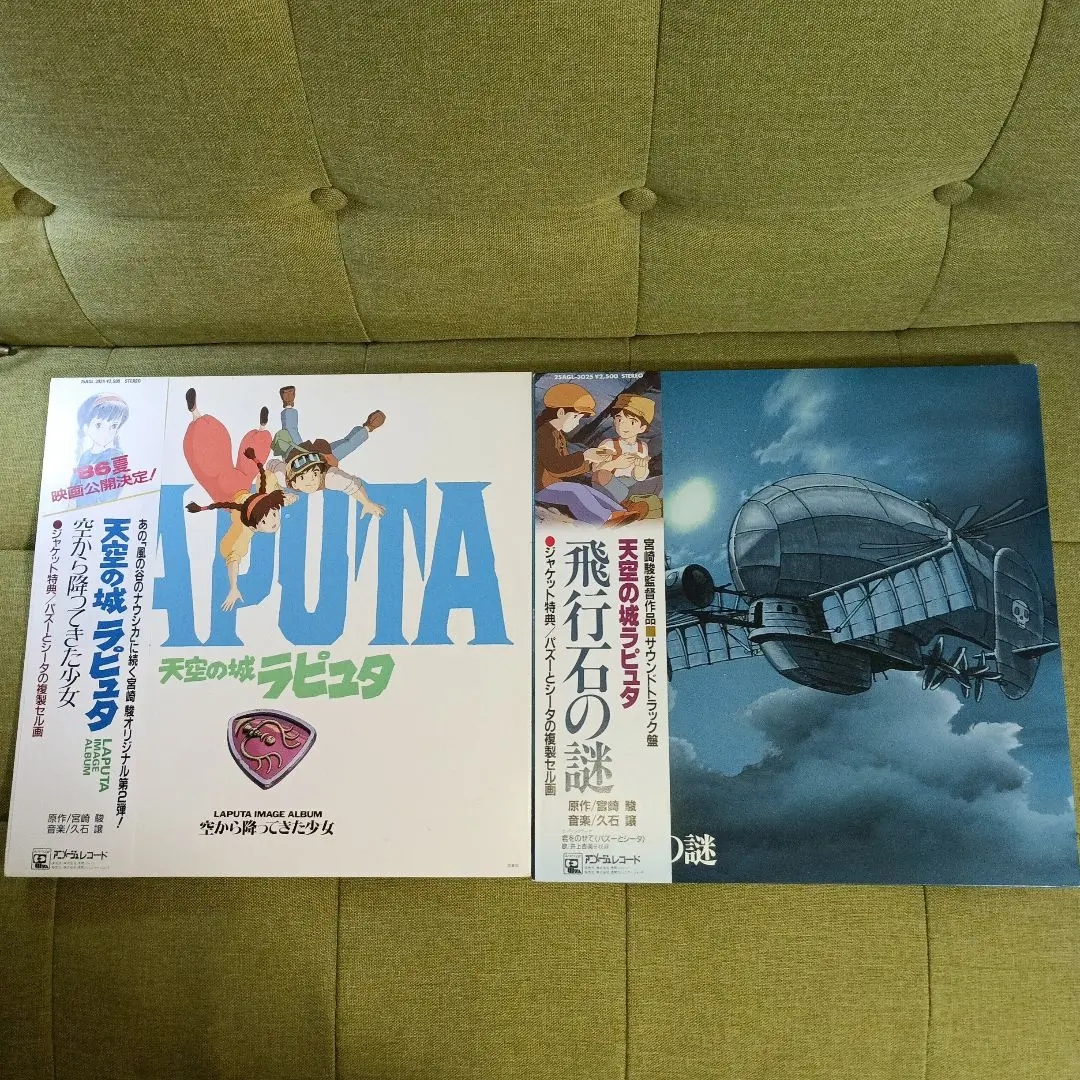 25AGL-3025 ¥2,500 STEREO
'86夏
映画公開決定!
あの「風の谷のナウシカ」に続く宮崎 駿オリジナル第2弾!
天空の城 ラピュタ
LAPUTA
IMAGE
ALBUM
空から降ってきた少女
●ジャケット特典/パズーとシータの複製セル画
原作/宮崎 駿
音楽/久石 譲
アニメージュレコード
APUTA
天空の城 ラピュタ
LAPUTA IMAGE ALBUM
空から降ってきた少女
25AGL-3025 ¥2,500 STEREO
宮崎駿監督作品■サウンドトラック盤
天空の城ラピュタ
飛行石の謎
●ジャケット特典/パズーとシータの複製セル画
原作/宮崎 駿
音楽/久石 譲
君をのせて(パズーとシータ)
アニメージュレコード
の謎